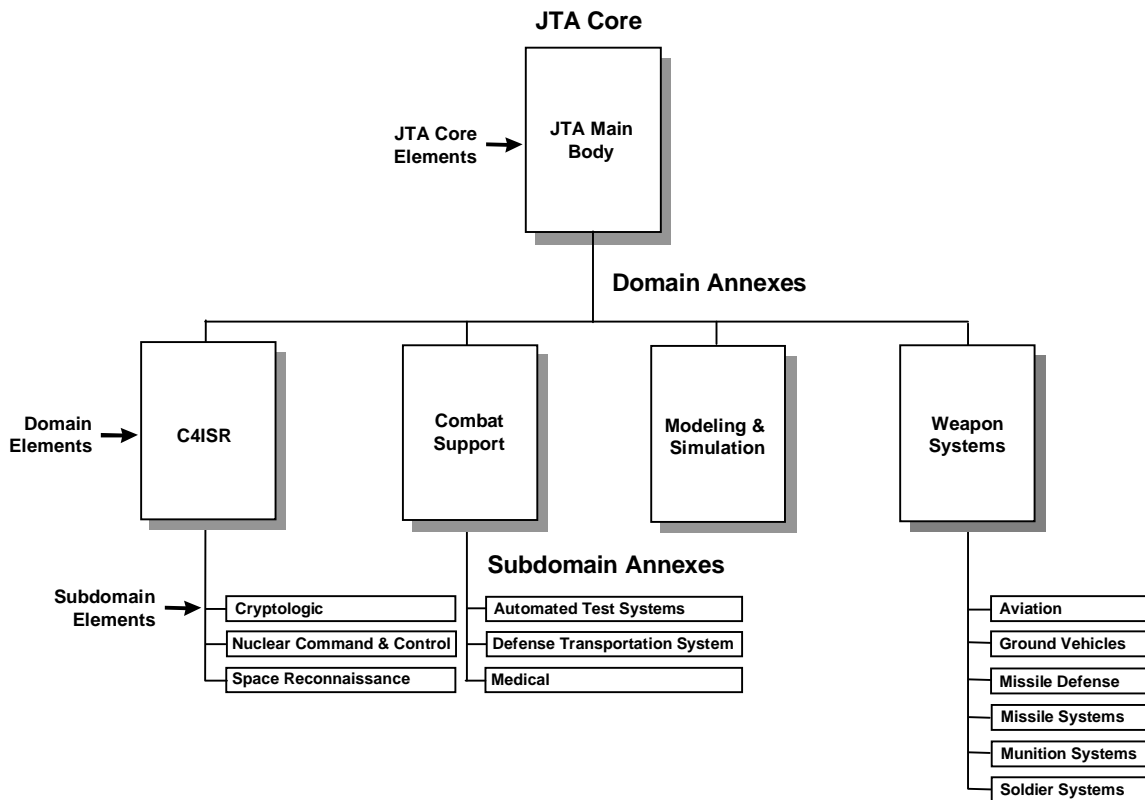 JTA Core
JTA Core
Elements
JTA Main
Body
Domain Annexes
Domain
Elements
C4ISR
Combat
Support
Modeling &
Simulation
Weapon
Systems
Subdomain Annexes
Subdomain
Elements
Cryptologic
Nuclear Command & Control
Space Reconnaissance
Automated Test Systems
Defense Transportation System
Medical
Aviation
Ground Vehicles
Missile Defense
Missile Systems
Munition Systems
Soldier Systems